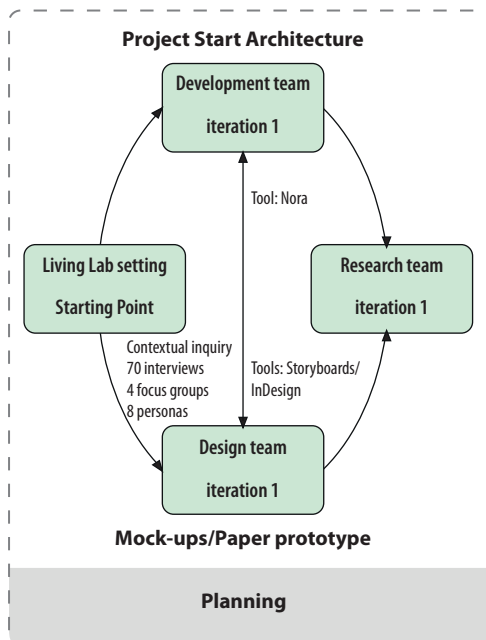 Project Start Architecture
Development team
iteration 1
Tool: Nora
Living Lab setting
Starting Point
Research team
iteration 1
Contextual inquiry
70 interviews
4 focus groups
8 personas
Tools: Storyboards/
InDesign
Design team
iteration 1
Mock-ups/Paper prototype
Planning